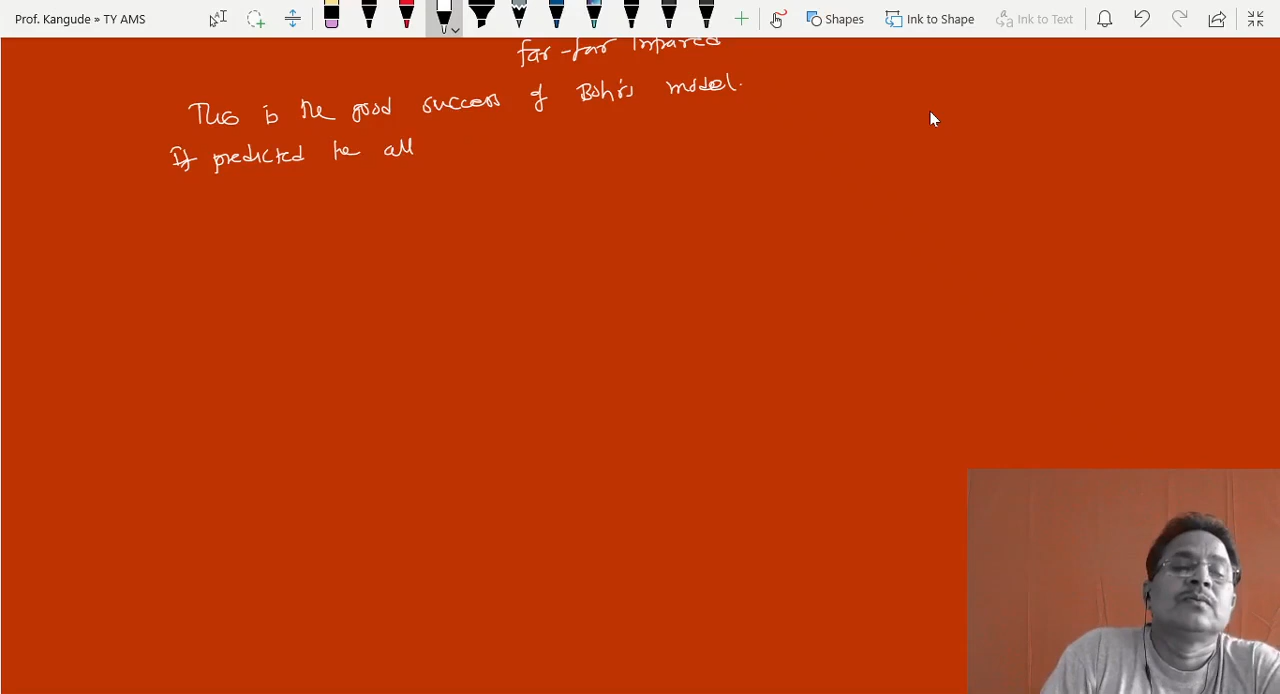 Prof. Kangude » TY AMS
Shapes
Ink to Shape
Ink to Text
far-far Infrared
This is the good success of Bohr's model.
It predicted the all